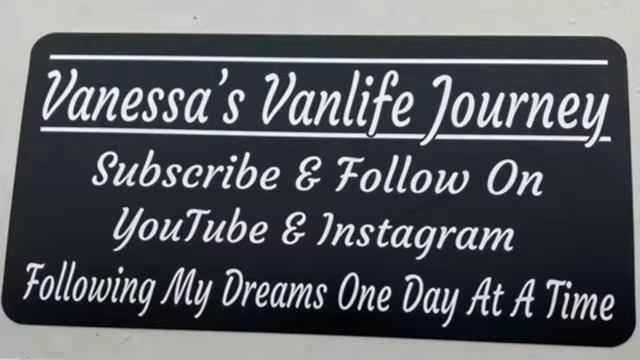 Vanessa's Vanlife Journey
Subscribe & Follow On
YouTube & Instagram
Following My Dreams One Day At A Time